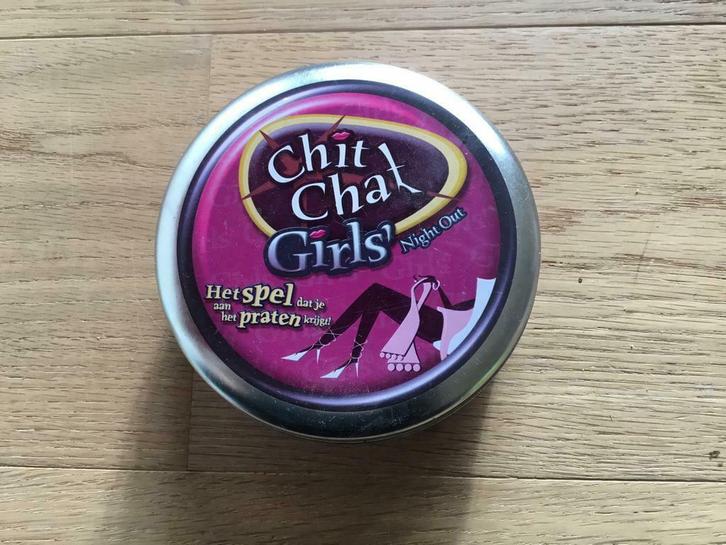 Chit
Chat
Girls'
Night Out
Het spel dat je
aan
het praten krijgt!